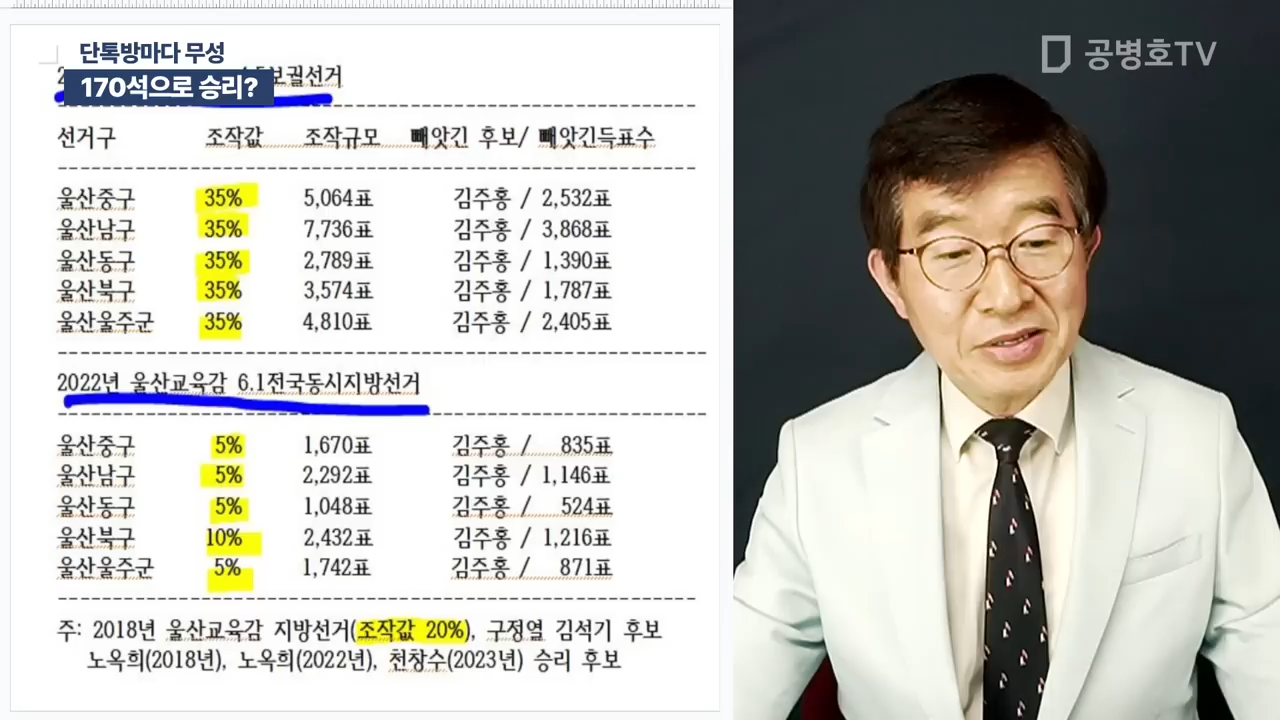 단톡방마다 무성
170석으로 승리?
공병호TV
보궐선거
선거구 조작값 조작규모 빼앗긴 후보/ 빼앗긴득표수
울산중구 35% 5,064표 김주홍 / 2,532표
울산남구 35% 7,736표 김주홍 / 3,868표
울산동구 35% 2,789표 김주홍 / 1,390표
울산북구 35% 3,574표 김주홍 / 1,787표
울산울주군 35% 4,810표 김주홍 / 2,405표
2022년 울산교육감 6.1전국동시지방선거
울산중구 5% 1,670표 김주홍 / 835표
울산남구 5% 2,292표 김주홍 / 1,146표
울산동구 5% 1,048표 김주홍 / 524표
울산북구 10% 2,432표 김주홍 / 1,216표
울산울주군 5% 1,742표 김주홍 / 871표
주: 2018년 울산교육감 지방선거(조작값 20%), 구정열 김석기 후보
노옥희(2018년), 노옥희(2022년), 천창수(2023년) 승리 후보